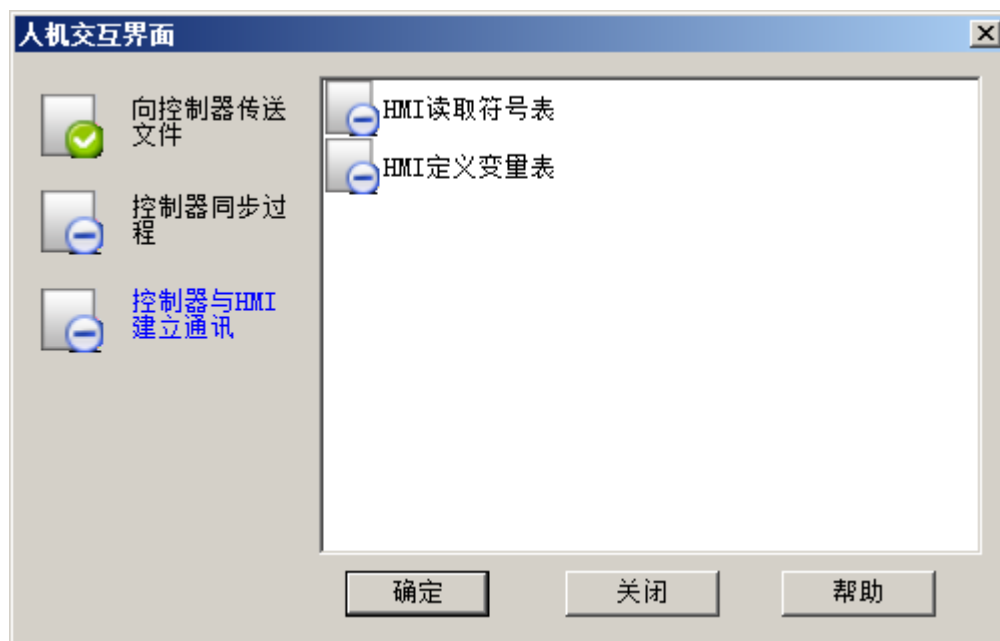 人机交互界面
向控制器传送
文件
控制器同步过
程
控制器与HMI
建立通讯
HMI读取符号表
HMI定义变量表
确定
关闭
帮助